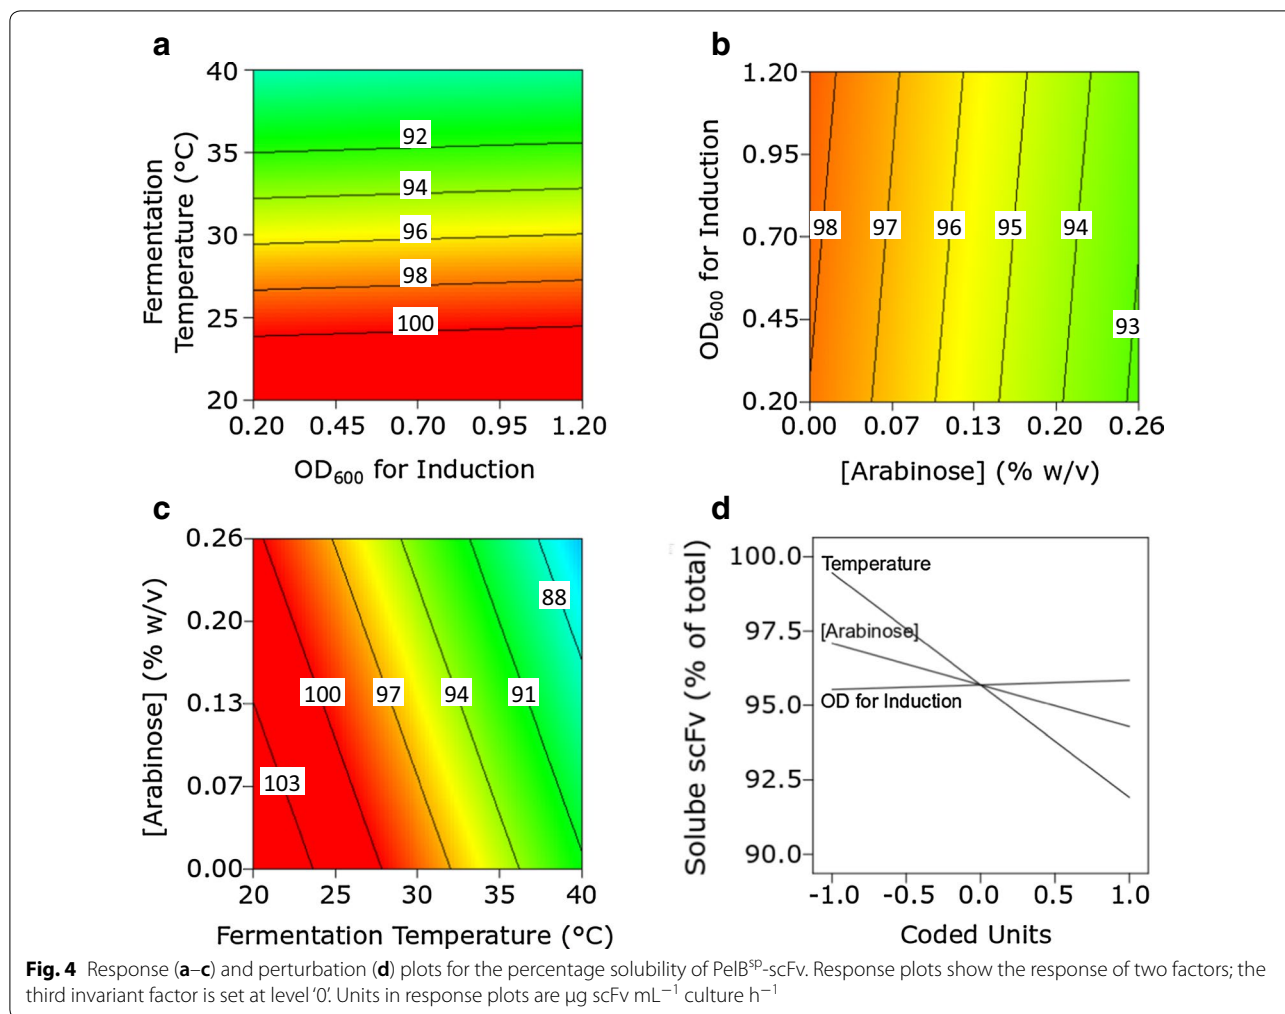 a
40
35
30
25
20
Fermentation
Temperature (°C)
92
94
96
98
100
0.20 0.45 0.70 0.95 1.20
OD600 for Induction
b
1.20
0.95
0.70
0.45
0.20
OD600 for Induction
98 97 96 95 94
93
0.00 0.07 0.13 0.20 0.26
[Arabinose] (% w/v)
c
0.26
0.20
0.13
0.07
0.00
[Arabinose] (% w/v)
88
100 97 94 91
103
20 25 30 35 40
Fermentation Temperature (°C)
d
100.0
97.5
95.0
92.5
90.0
Solube scFv (% of total)
Temperature
[Arabinose]
OD for Induction
-1.0 -0.5 0.0 0.5 1.0
Coded Units
Fig. 4 Response (a–c) and perturbation (d) plots for the percentage solubility of PelBsp-scFv. Response plots show the response of two factors; the
third invariant factor is set at level ‘0’. Units in response plots are µg scFv mL−1 culture h−1